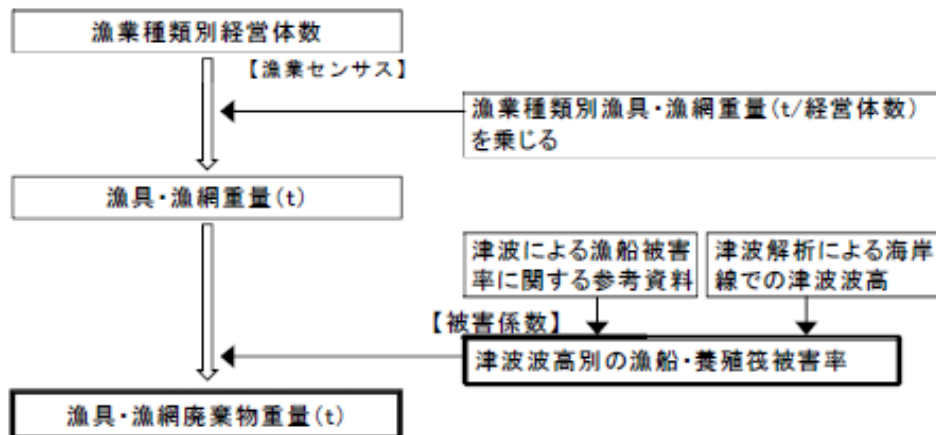 漁業種類別経営体数
【漁業センサス】
漁業種類別漁具・漁網重量(t/経営体数)
を乗じる
漁具・漁網重量(t)
津波による漁船被害
率に関する参考資料
津波解析による海岸
線での津波波高
【被害係数】
津波波高別の漁船・養殖筏被害率
漁具・漁網廃棄物重量(t)